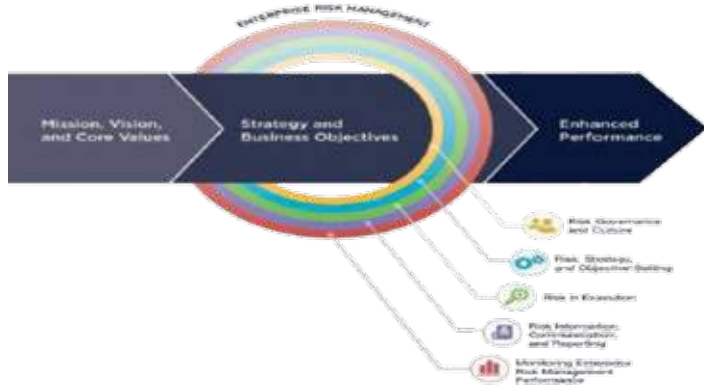 ENTERPRISE RISK MANAGEMENT
Mission, Vision,
and Core Values
Strategy and
Business Objectives
Enhanced
Performance
Risk Governance
and Culture
Risk, Strategy,
and Objective-Setting
Risk in Execution
Risk Information,
Communication,
and Reporting
Monitoring Enterprise
Risk Management
Performance